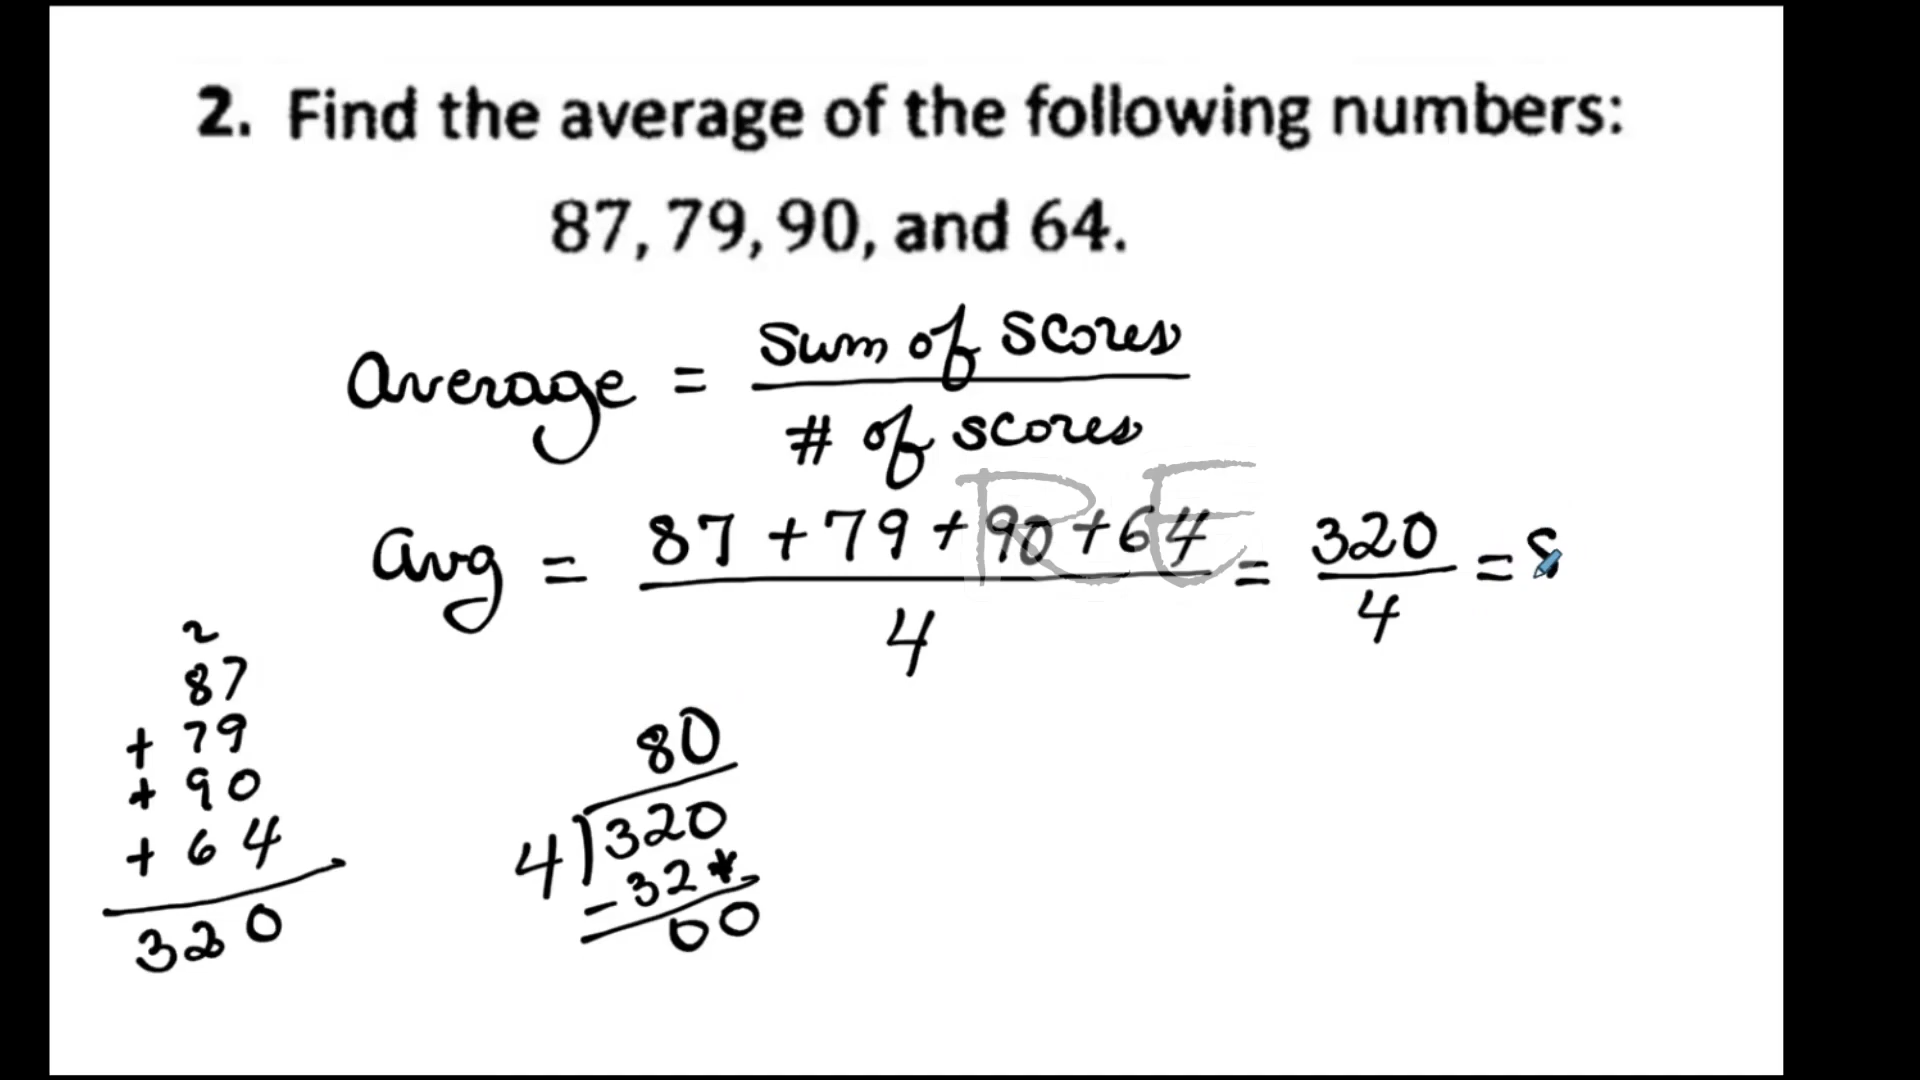 2. Find the average of the following numbers:
87, 79, 90, and 64.
average = sum of scores / # of scores
avg = 87 + 79 + 90 + 64 / 4 = 320 / 4 = 8
RE
2
87
+ 79
+ 90
+ 64
320
80
4)320
-32*
00